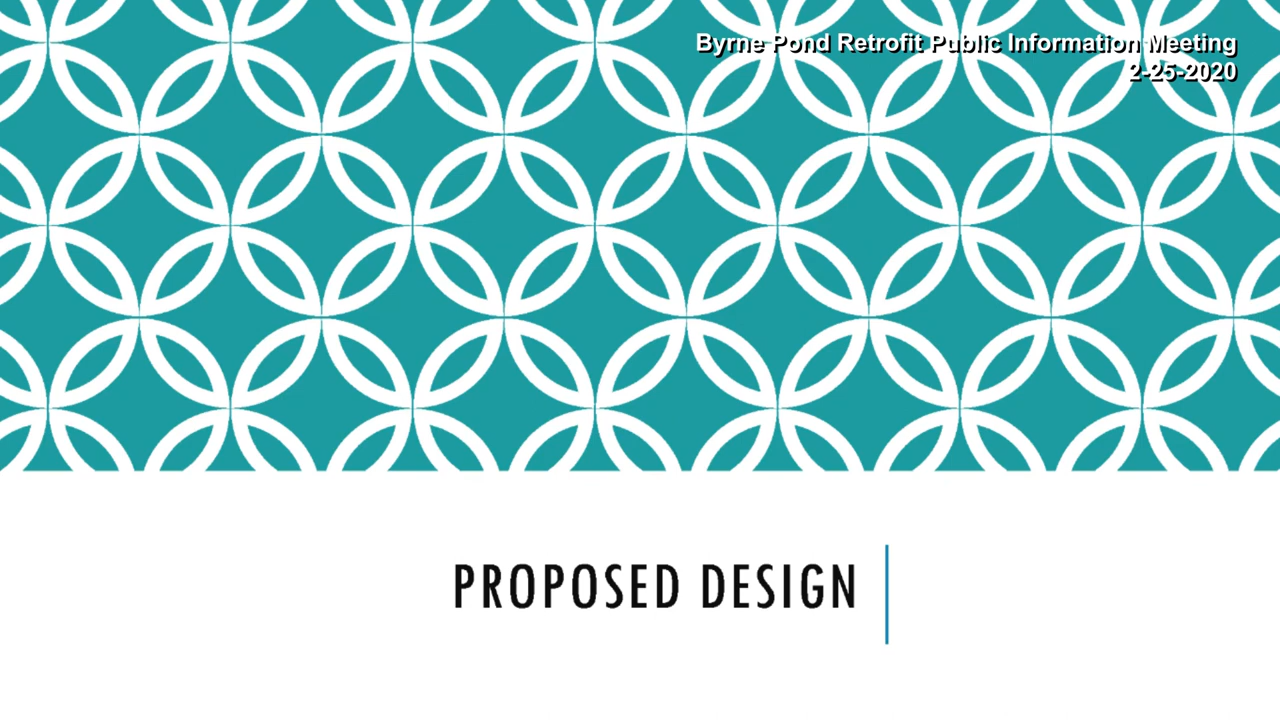 Byrne Pond Retrofit Public Information Meeting
2-25-2020
PROPOSED DESIGN